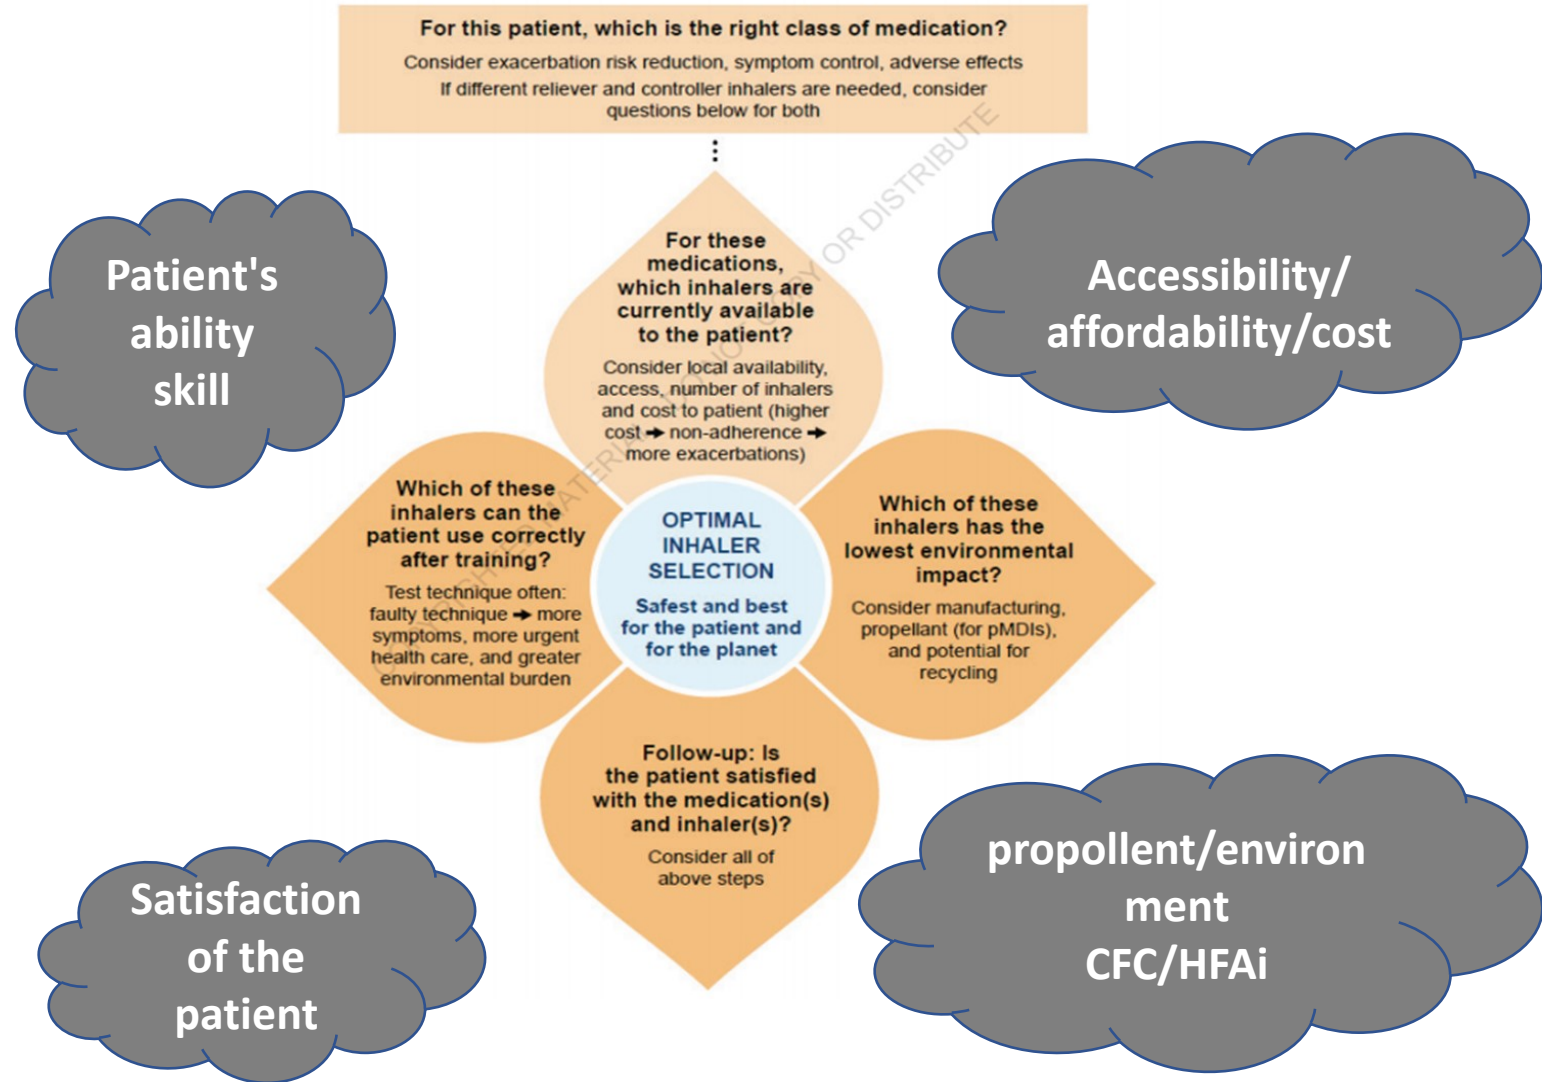 For this patient, which is the right class of medication?
Consider exacerbation risk reduction, symptom control, adverse effects
If different reliever and controller inhalers are needed, consider
questions below for both
Patient's
ability
skill
Accessibility/
affordability/cost
For these
medications,
which inhalers are
currently available
to the patient?
Consider local availability,
access, number of inhalers
and cost to patient (higher
cost ➔ non-adherence ➔
more exacerbations)
Which of these
inhalers can the
patient use correctly
after training?
Test technique often:
faulty technique ➔ more
symptoms, more urgent
health care, and greater
environmental burden
OPTIMAL
INHALER
SELECTION
Safest and best
for the patient and
for the planet
Which of these
inhalers has the
lowest environmental
impact?
Consider manufacturing,
propellant (for pMDIs),
and potential for
recycling
Follow-up: Is
the patient satisfied
with the medication(s)
and inhaler(s)?
Consider all of
above steps
Satisfaction
of the
patient
propollent/environ
ment
CFC/HFAi
COPYRIGHTED MATERIAL - DO NOT COPY OR DISTRIBUTE